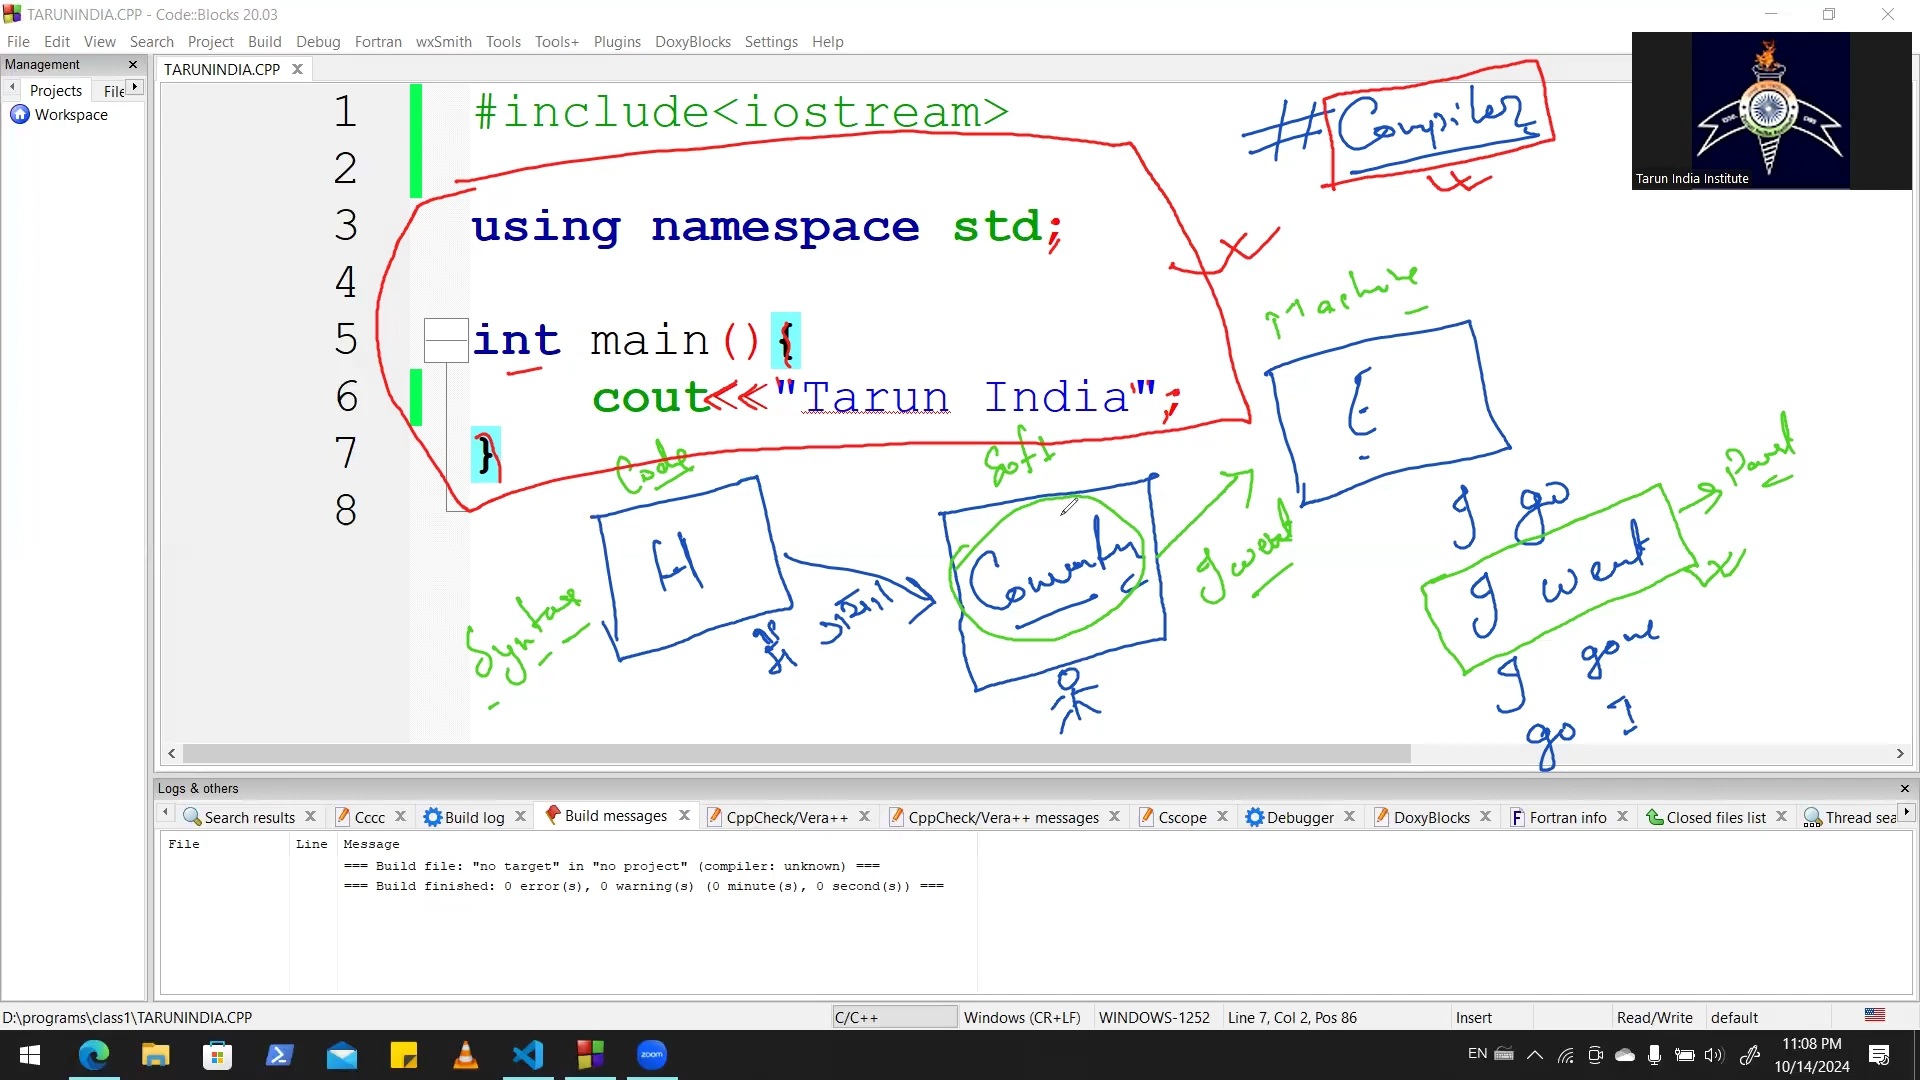 TARUNINDIA.CPP - Code::Blocks 20.03
File Edit View Search Project Build Debug Fortran wxSmith Tools Tools+ Plugins DoxyBlocks Settings Help
Management
TARUNINDIA.CPP
Projects File
Workspace
1 #include<iostream>
2
3 using namespace std;
4
5 int main(){
6 cout<<"Tarun India";
7 }
8
# Compiler
Tarun India Institute
Machine
E
Code
Soft
H
I went
Syntax
I go
I went
I gone
go I
Logs & others
Search results Cccc Build log Build messages CppCheck/Vera++ CppCheck/Vera++ messages Cscope Debugger DoxyBlocks Fortran info Closed files list Thread sea
File Line Message
=== Build file: "no target" in "no project" (compiler: unknown) ===
=== Build finished: 0 error(s), 0 warning(s) (0 minute(s), 0 second(s)) ===
D:\programs\class1\TARUNINDIA.CPP C/C++ Windows (CR+LF) WINDOWS-1252 Line 7, Col 2, Pos 86 Insert Read/Write default
zoom
EN
11:08 PM
10/14/2024